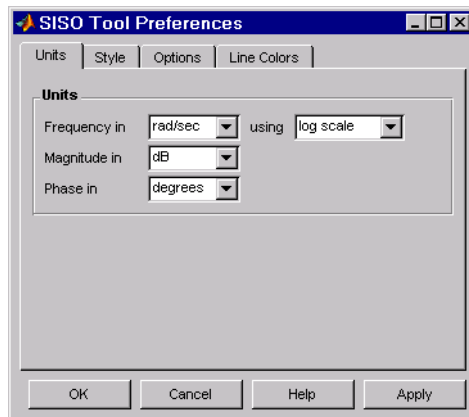 SISO Tool Preferences
Units Style Options Line Colors
Units
Frequency in rad/sec using log scale
Magnitude in dB
Phase in degrees
OK Cancel Help Apply